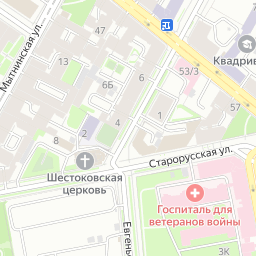 47
Мытнинская ул.
13
6
6Б
53/3
Квадрив
57
1
4
2
8
Старорусская ул.
Шестоковская
церковь
Госпиталь для
ветеранов войны
Евгень
3К